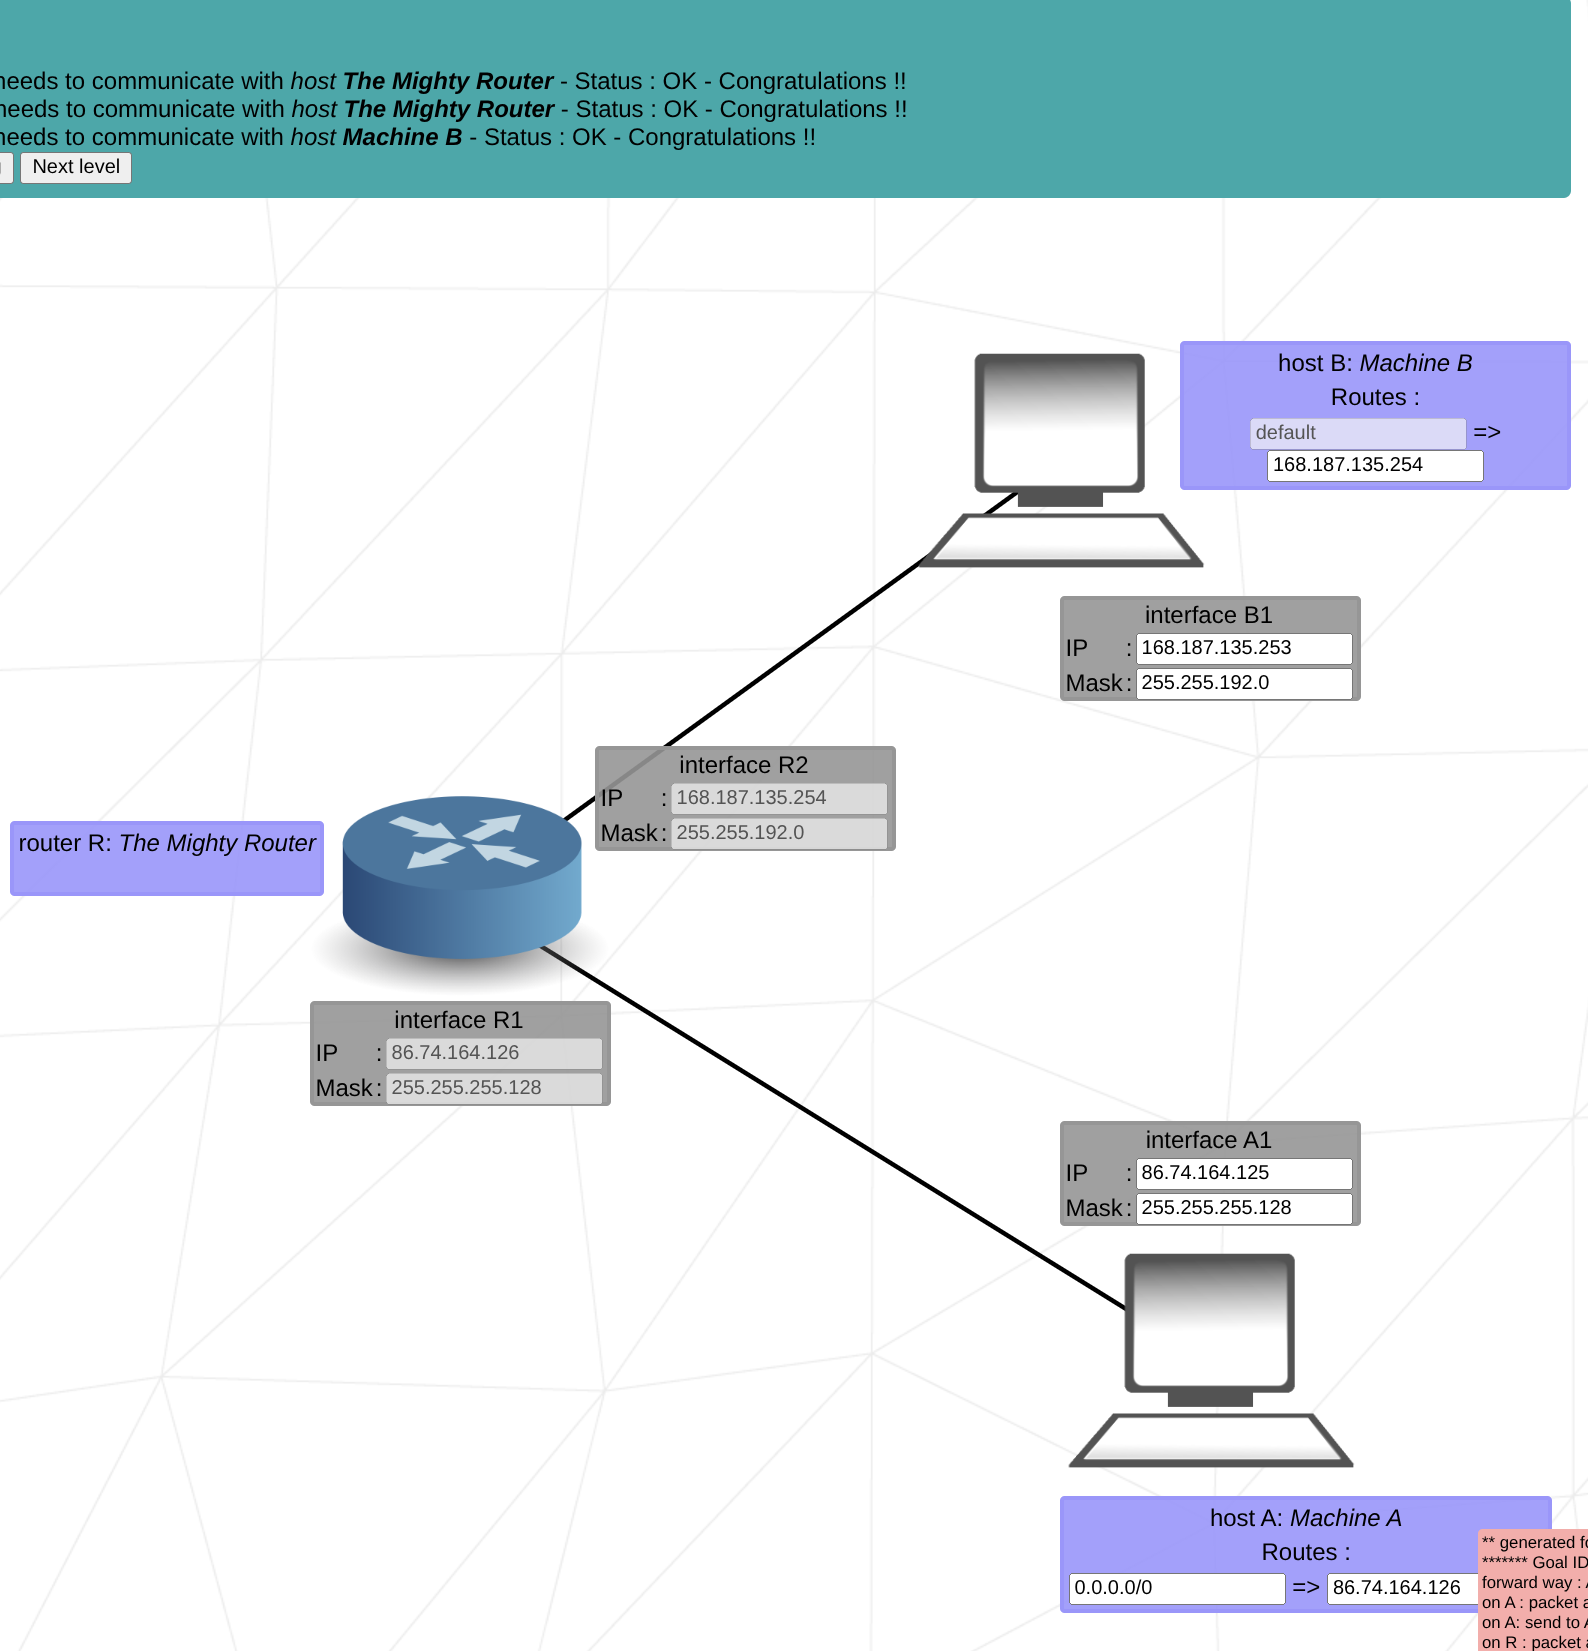 needs to communicate with host The Mighty Router - Status : OK - Congratulations !!
needs to communicate with host The Mighty Router - Status : OK - Congratulations !!
needs to communicate with host Machine B - Status : OK - Congratulations !!
Next level
host B: Machine B
Routes :
default =>
168.187.135.254
interface B1
IP : 168.187.135.253
Mask : 255.255.192.0
interface R2
IP : 168.187.135.254
Mask : 255.255.192.0
router R: The Mighty Router
interface R1
IP : 86.74.164.126
Mask : 255.255.255.128
interface A1
IP : 86.74.164.125
Mask : 255.255.255.128
host A: Machine A
Routes :
0.0.0.0/0 => 86.74.164.126
** generated
******* Goal ID
forward way :
on A : packet
on A: send to
on R : packet